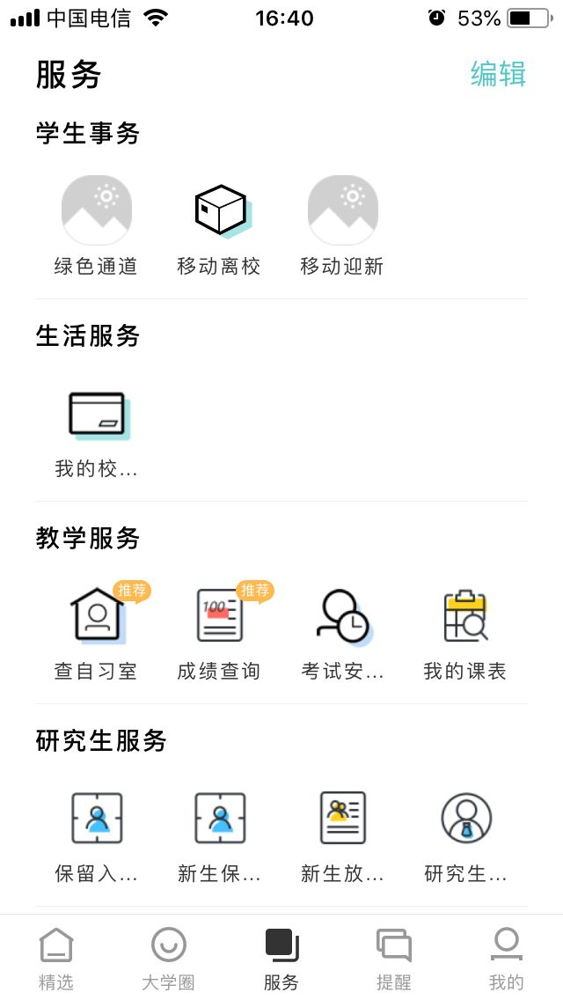 中国电信 16:40 53%
服务 编辑
学生事务
绿色通道 移动离校 移动迎新
生活服务
我的校...
教学服务
推荐 推荐
100
查自习室 成绩查询 考试安... 我的课表
研究生服务
保留入... 新生保... 新生放... 研究生...
精选 大学圈 服务 提醒 我的